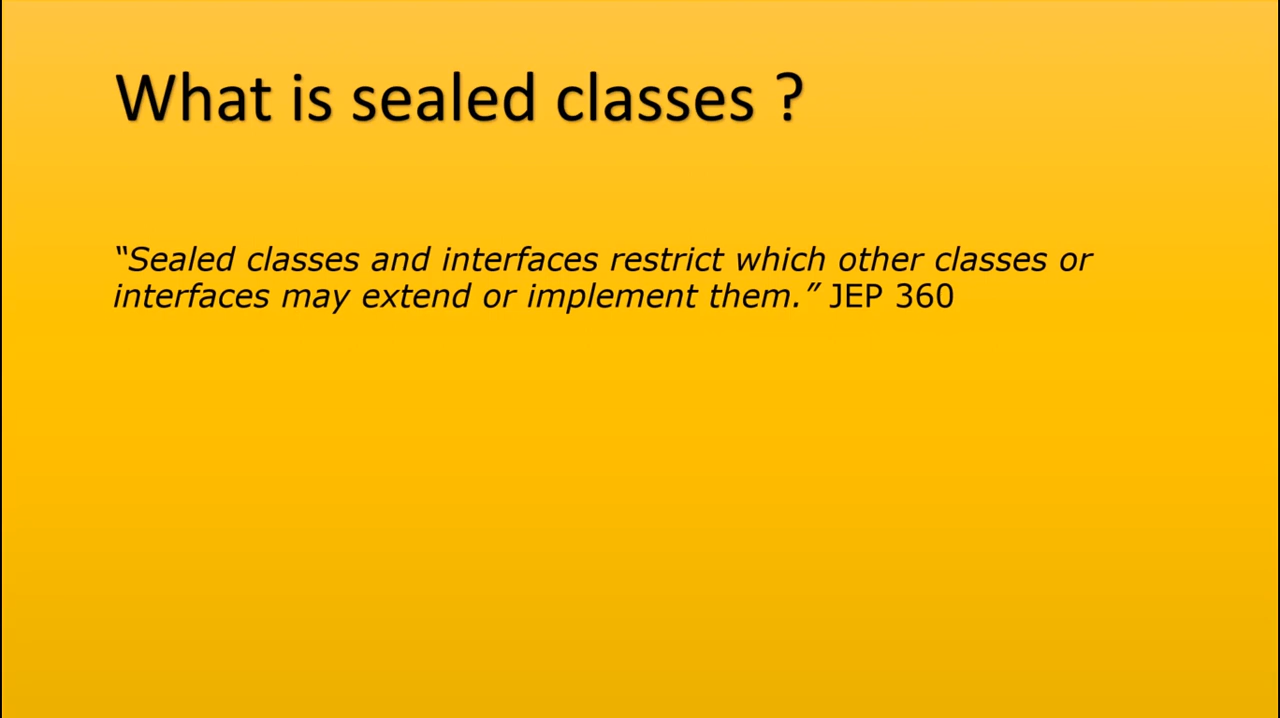 What is sealed classes ?
“Sealed classes and interfaces restrict which other classes or
interfaces may extend or implement them.” JEP 360